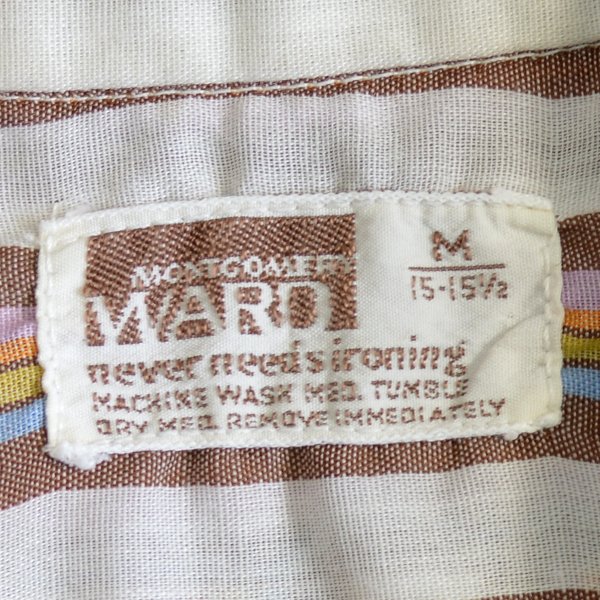 MONTGOMERY
WARD
M
15-15½
never needs ironing
MACHINE WASH MED. TUMBLE
DRY MED. REMOVE IMMEDIATELY